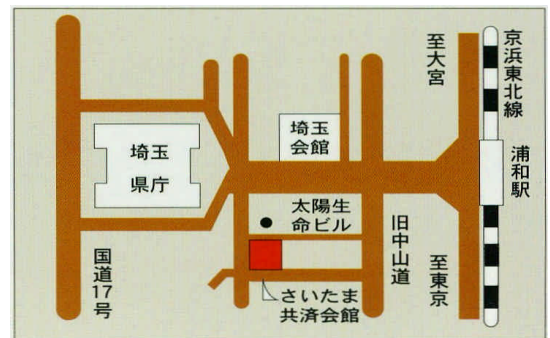 京浜東北線
至大宮
浦和駅
埼玉
会館
埼玉
県庁
太陽生
命ビル
旧中山道
至東京
国道17号
さいたま
共済会館